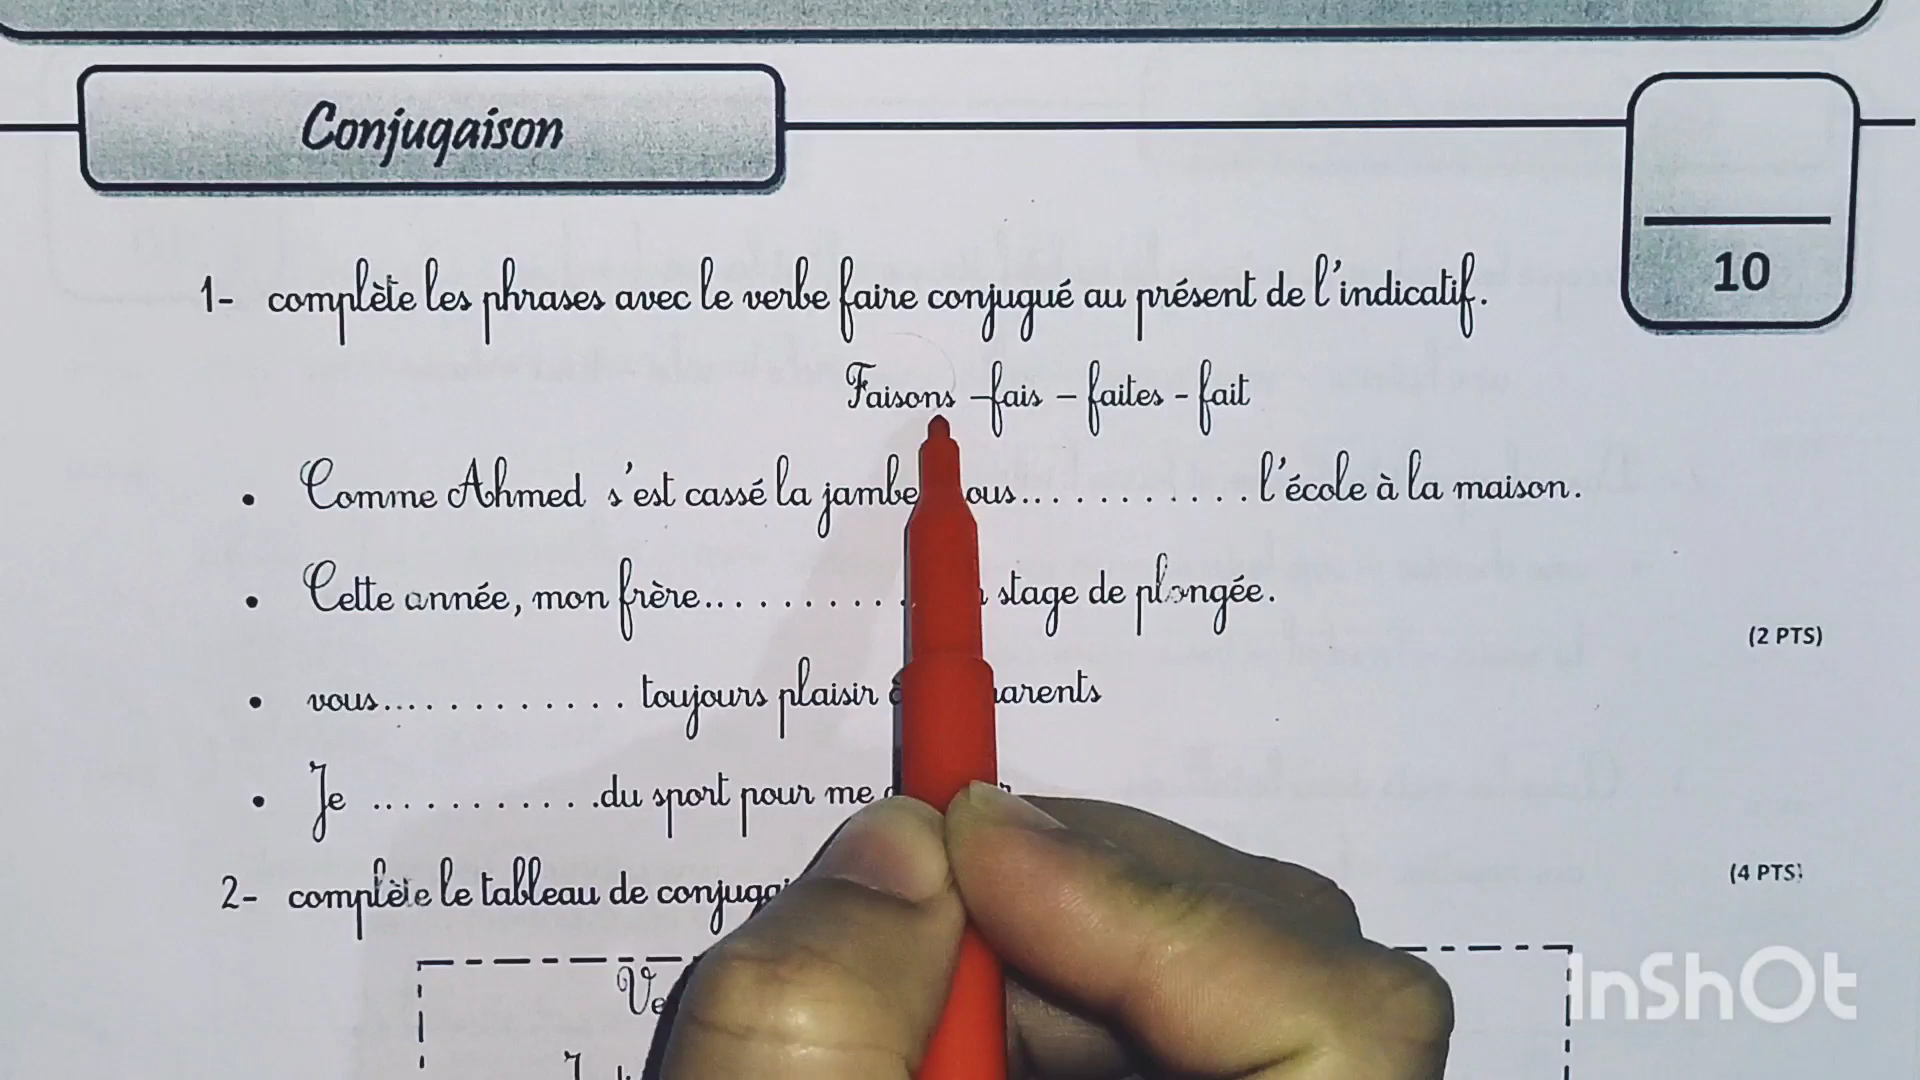 Conjugaison
10
1- complète les phrases avec le verbe faire conjugué au présent de l'indicatif.
Faisons - fais - faites - fait
• Comme Ahmed s'est cassé la jambe ous........... l'école à la maison.
• Cette année, mon frère.......... stage de plongée.
(2 PTS)
• vous............ toujours plaisir arents
• Je ...........du sport pour me
2- complète le tableau de conjugai
(4 PTS)
Ve
InShOt